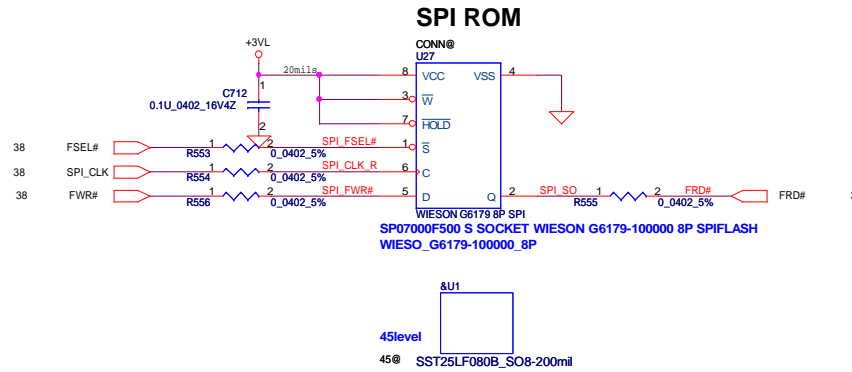 SPI ROM
+3VL
CONN@
U27
20mils
8 VCC VSS 4
C712
1
0.1U_0402_16V4Z
2
3 W
7 HOLD
38 FSEL# 1 2 SPI_FSEL# 1 S
R553 0_0402_5%
38 SPI_CLK 1 2 SPI_CLK_R 6 C
R554 0_0402_5%
38 FWR# 1 2 SPI_FWR# 5 D Q 2 SPI_SO 1 2 FRD# FRD#
R556 0_0402_5% R555 0_0402_5%
WIESON G6179 8P SPI
SP07000F500 S SOCKET WIESON G6179-100000 8P SPIFLASH
WIESO_G6179-100000_8P
&U1
45level
45@ SST25LF080B_SO8-200mil